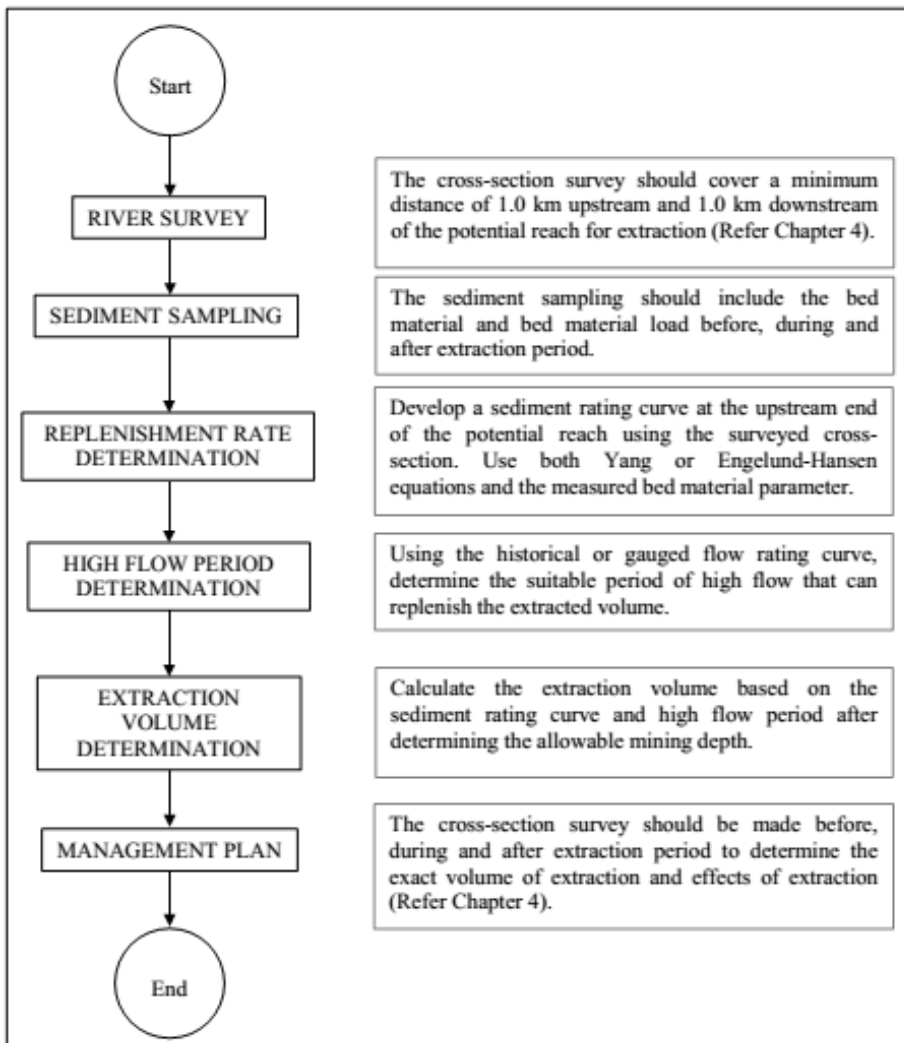 Start
RIVER SURVEY
The cross-section survey should cover a minimum
distance of 1.0 km upstream and 1.0 km downstream
of the potential reach for extraction (Refer Chapter 4).
SEDIMENT SAMPLING
The sediment sampling should include the bed
material and bed material load before, during and
after extraction period.
REPLENISHMENT RATE
DETERMINATION
Develop a sediment rating curve at the upstream end
of the potential reach using the surveyed cross-
section. Use both Yang or Engelund-Hansen
equations and the measured bed material parameter.
HIGH FLOW PERIOD
DETERMINATION
Using the historical or gauged flow rating curve,
determine the suitable period of high flow that can
replenish the extracted volume.
EXTRACTION
VOLUME
DETERMINATION
Calculate the extraction volume based on the
sediment rating curve and high flow period after
determining the allowable mining depth.
MANAGEMENT PLAN
The cross-section survey should be made before,
during and after extraction period to determine the
exact volume of extraction and effects of extraction
(Refer Chapter 4).
End